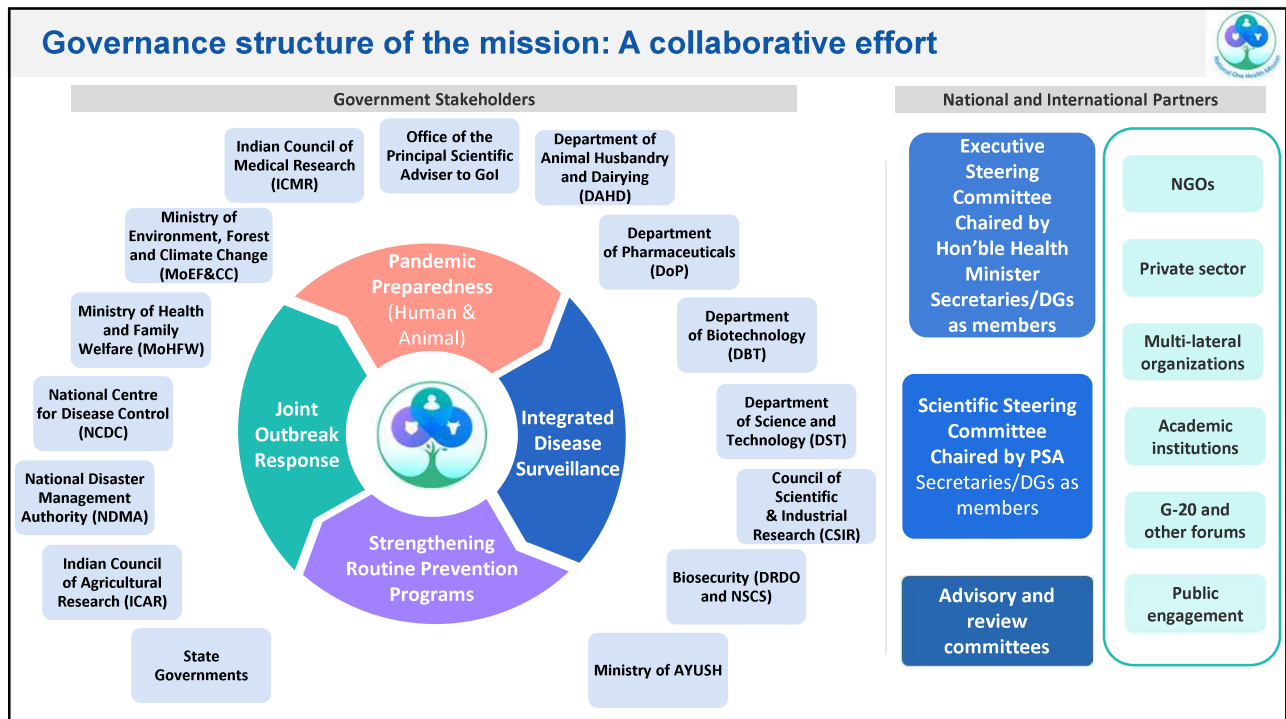 Governance structure of the mission: A collaborative effort
National One Health Mission
Government Stakeholders
Indian Council of
Medical Research
(ICMR)
Office of the
Principal Scientific
Adviser to GoI
Department of
Animal Husbandry
and Dairying
(DAHD)
Ministry of
Environment, Forest
and Climate Change
(MoEF&CC)
Department
of Pharmaceuticals
(DoP)
Ministry of Health
and Family
Welfare (MoHFW)
Department
of Biotechnology
(DBT)
National Centre
for Disease Control
(NCDC)
Department
of Science and
Technology (DST)
National Disaster
Management
Authority (NDMA)
Council of
Scientific
& Industrial
Research (CSIR)
Indian Council
of Agricultural
Research (ICAR)
Biosecurity (DRDO
and NSCS)
State
Governments
Ministry of AYUSH
Pandemic
Preparedness
(Human &
Animal)
Joint
Outbreak
Response
Integrated
Disease
Surveillance
Strengthening
Routine Prevention
Programs
National and International Partners
Executive
Steering
Committee
Chaired by
Hon’ble Health
Minister
Secretaries/DGs
as members
Scientific Steering
Committee
Chaired by PSA
Secretaries/DGs as
members
Advisory and
review
committees
NGOs
Private sector
Multi-lateral
organizations
Academic
institutions
G-20 and
other forums
Public
engagement